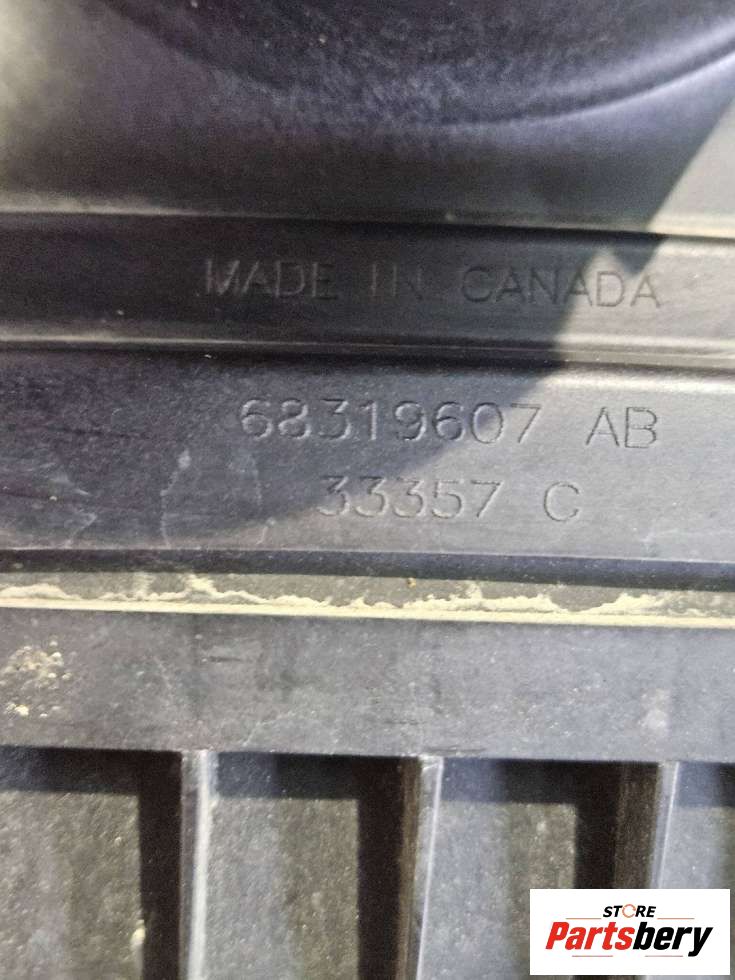 MADE IN CANADA
68319607 AB
33357 C
STORE
Partsbery